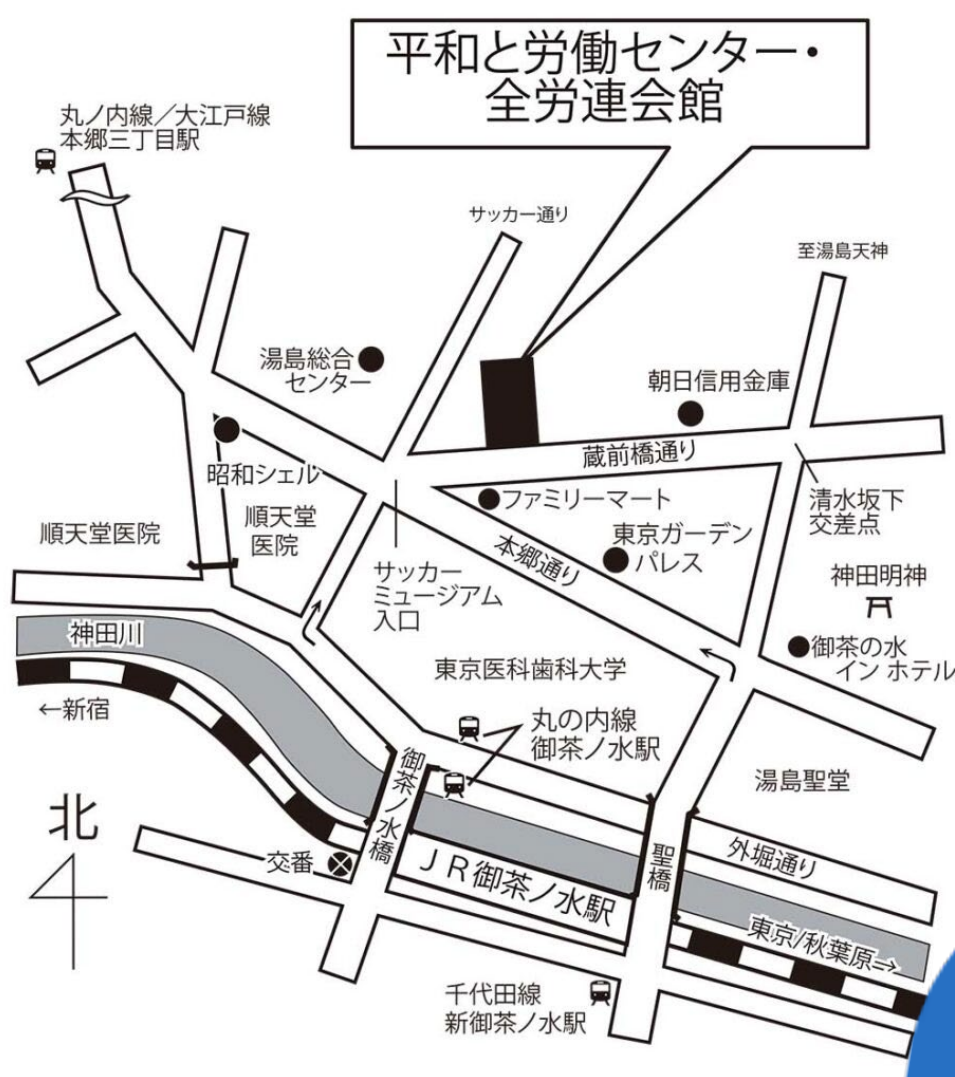 平和と労働センター・
全労連会館
丸ノ内線／大江戸線
本郷三丁目駅
サッカー通り
至湯島天神
湯島総合
センター
朝日信用金庫
蔵前橋通り
昭和シェル
ファミリーマート
清水坂下
交差点
順天堂医院
順天堂
医院
本郷通り
東京ガーデン
パレス
サッカー
ミュージアム
入口
神田明神
神田川
東京医科歯科大学
御茶の水
イン ホテル
←新宿
丸の内線
御茶ノ水駅
御茶ノ水橋
湯島聖堂
北
交番
JR御茶ノ水駅
聖橋
外堀通り
東京/秋葉原→
千代田線
新御茶ノ水駅